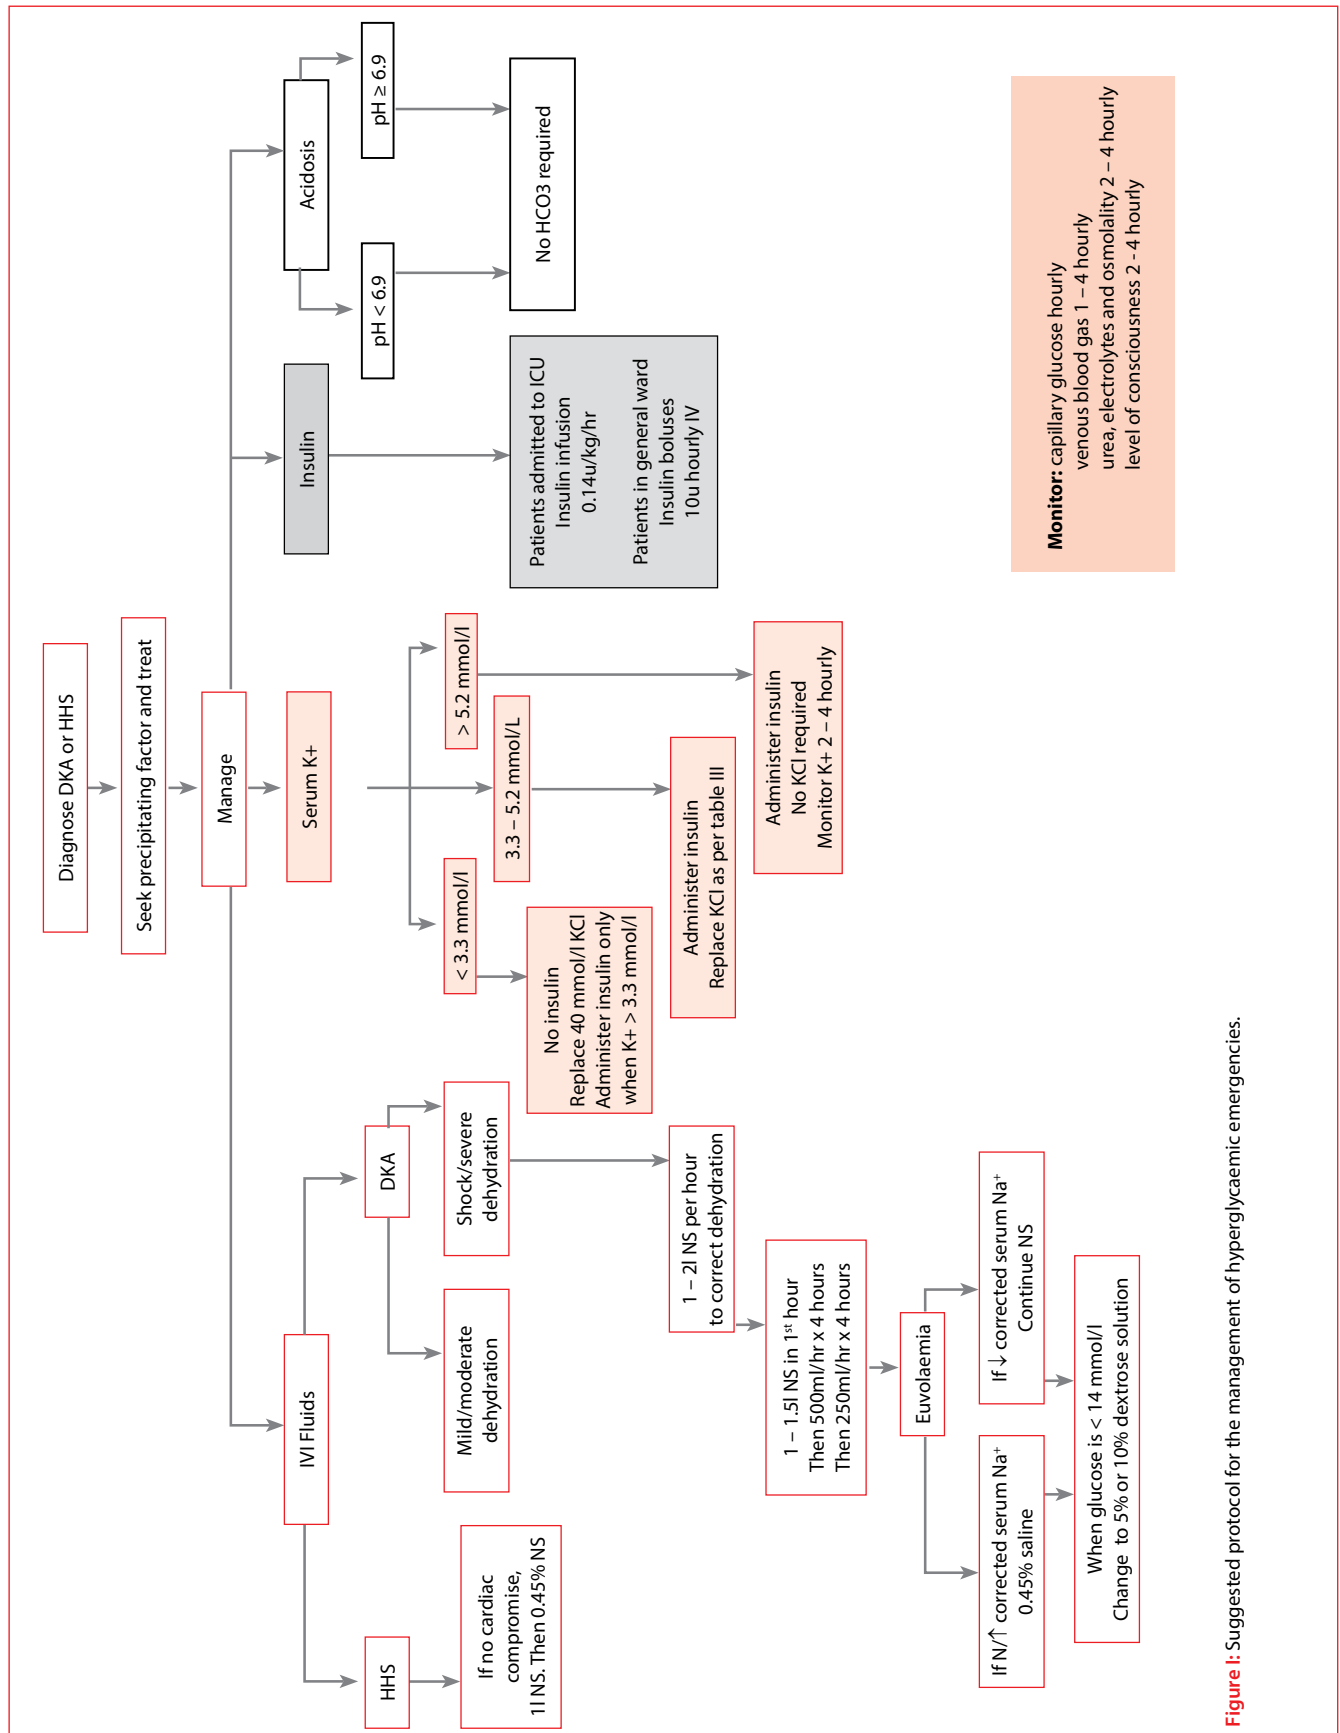 Diagnose DKA or HHS
Seek precipitating factor and treat
Manage
IVI Fluids
Serum K+
Insulin
Acidosis
HHS
DKA
If no cardiac
compromise,
1l NS. Then 0.45% NS
Mild/moderate
dehydration
Shock/severe
dehydration
1 – 2l NS per hour
to correct dehydration
1 – 1.5l NS in 1st hour
Then 500ml/hr x 4 hours
Then 250ml/hr x 4 hours
Euvolaemia
If N/↑ corrected serum Na+
0.45% saline
If ↓ corrected serum Na+
Continue NS
When glucose is < 14 mmol/l
Change to 5% or 10% dextrose solution
< 3.3 mmol/l
3.3 – 5.2 mmol/L
> 5.2 mmol/l
No insulin
Replace 40 mmol/l KCl
Administer insulin only
when K+ > 3.3 mmol/l
Administer insulin
Replace KCl as per table III
Administer insulin
No KCl required
Monitor K+ 2 – 4 hourly
Patients admitted to ICU
Insulin infusion
0.14u/kg/hr
Patients in general ward
Insulin boluses
10u hourly IV
pH < 6.9
pH ≥ 6.9
No HCO3 required
Monitor: capillary glucose hourly
venous blood gas 1 – 4 hourly
urea, electrolytes and osmolality 2 – 4 hourly
level of consciousness 2 - 4 hourly
Figure I: Suggested protocol for the management of hyperglycaemic emergencies.